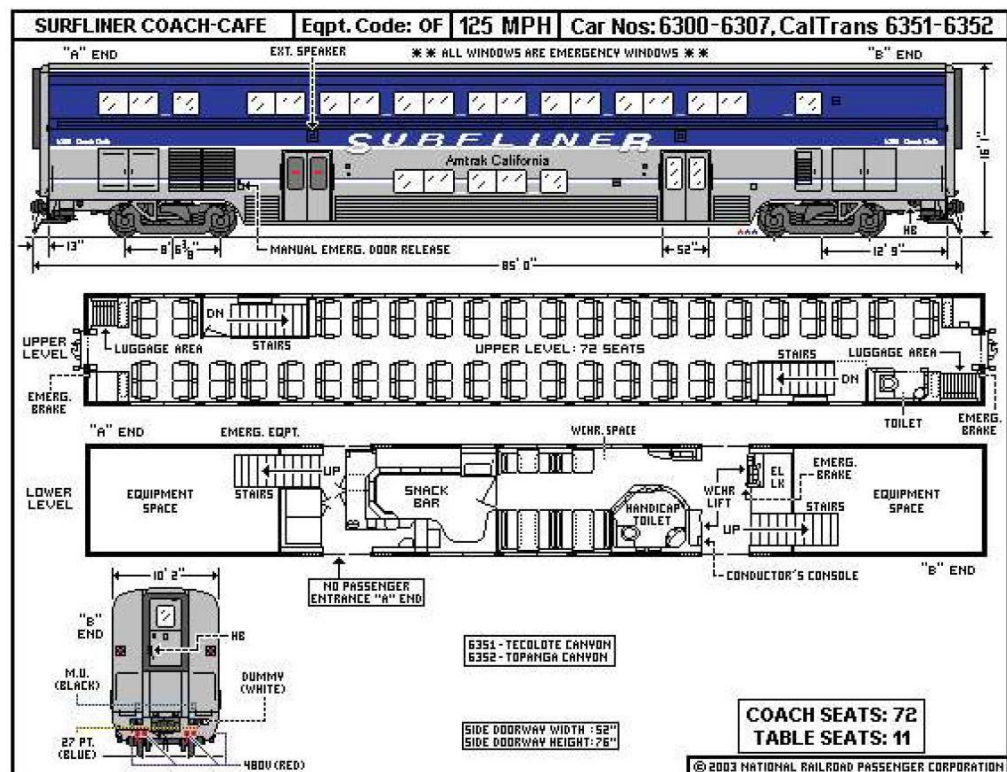 SURFLINER COACH-CAFE
Eqpt. Code: OF
125 MPH
Car Nos: 6300-6307, CalTrans 6351-6352
"A" END
EXT. SPEAKER
** ALL WINDOWS ARE EMERGENCY WINDOWS **
"B" END
SURFLINER
Amtrak California
16' 1"
13"
8' 6 3/8"
MANUAL EMERG. DOOR RELEASE
52"
HB
12' 9"
85' 0"
UPPER LEVEL
DN
STAIRS
LUGGAGE AREA
UPPER LEVEL: 72 SEATS
STAIRS
LUGGAGE AREA
DN
EMERG. BRAKE
TOILET
EMERG. BRAKE
"A" END
EMERG. EQPT.
WCHR. SPACE
LOWER LEVEL
EQUIPMENT SPACE
STAIRS
UP
SNACK BAR
HANDICAP TOILET
WCHR LIFT
EL LK
EMERG. BRAKE
STAIRS
UP
EQUIPMENT SPACE
CONDUCTOR'S CONSOLE
"B" END
NO PASSENGER
ENTRANCE "A" END
10' 2"
"B" END
HB
M.U. (BLACK)
DUMMY (WHITE)
27 PT. (BLUE)
480V (RED)
6351 - TECOLOTE CANYON
6352 - TOPANGA CANYON
SIDE DOORWAY WIDTH : 52"
SIDE DOORWAY HEIGHT: 76"
COACH SEATS: 72
TABLE SEATS: 11
© 2003 NATIONAL RAILROAD PASSENGER CORPORATION